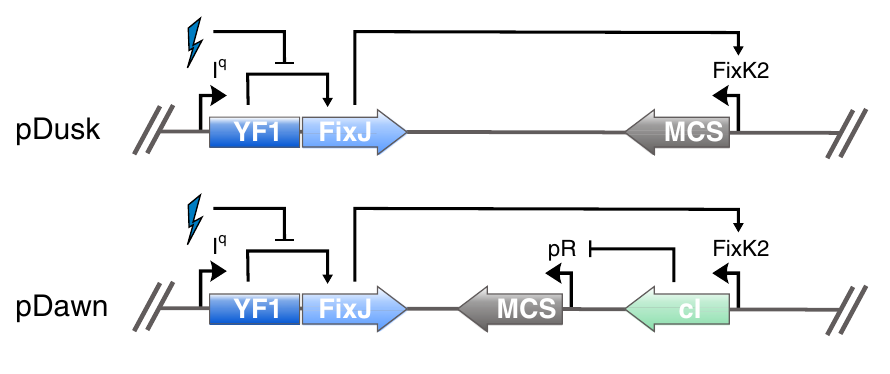 I^q
FixK2
pDusk
YF1
FixJ
MCS
I^q
pR
FixK2
pDawn
YF1
FixJ
MCS
cI